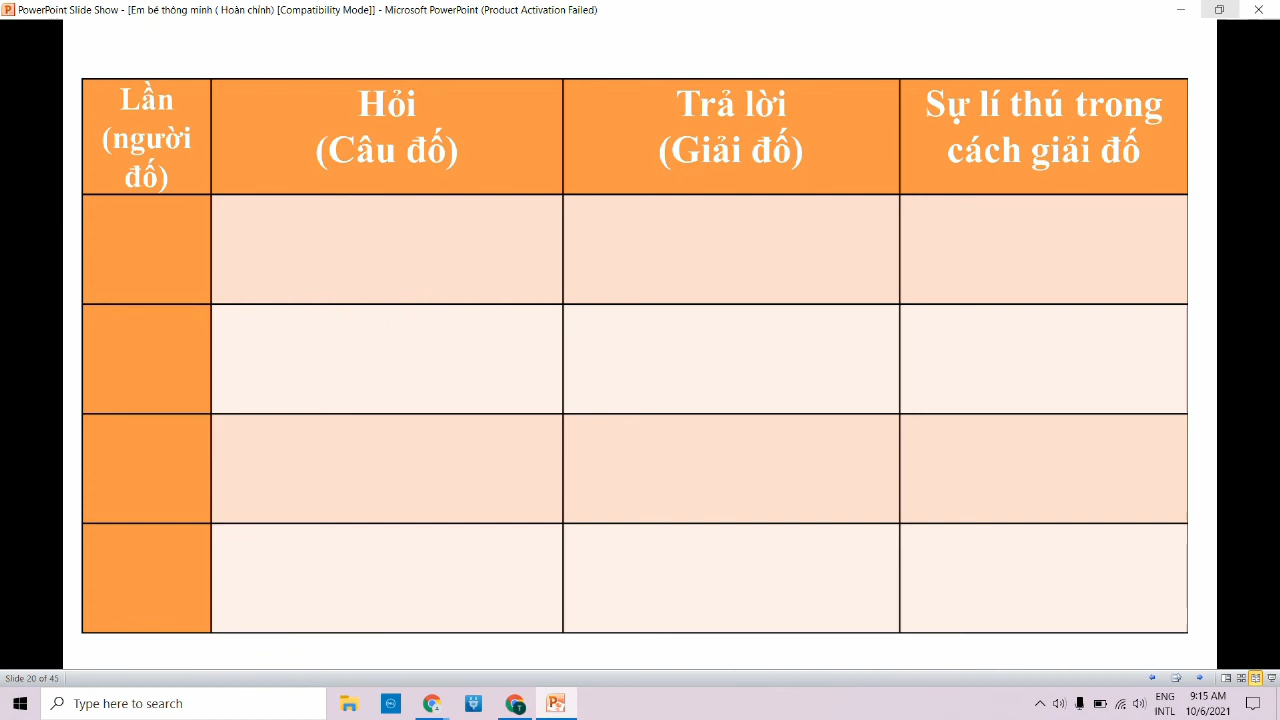 PowerPoint Slide Show - [Em bé thông minh ( Hoàn chỉnh) [Compatibility Mode]] - Microsoft PowerPoint (Product Activation Failed)
Lần
(người
đố)
Hỏi
(Câu đố)
Trả lời
(Giải đố)
Sự lí thú trong
cách giải đố
Slide 20 of 45
Type here to search
ENG
INTL
9:15 AM
10/6/2021